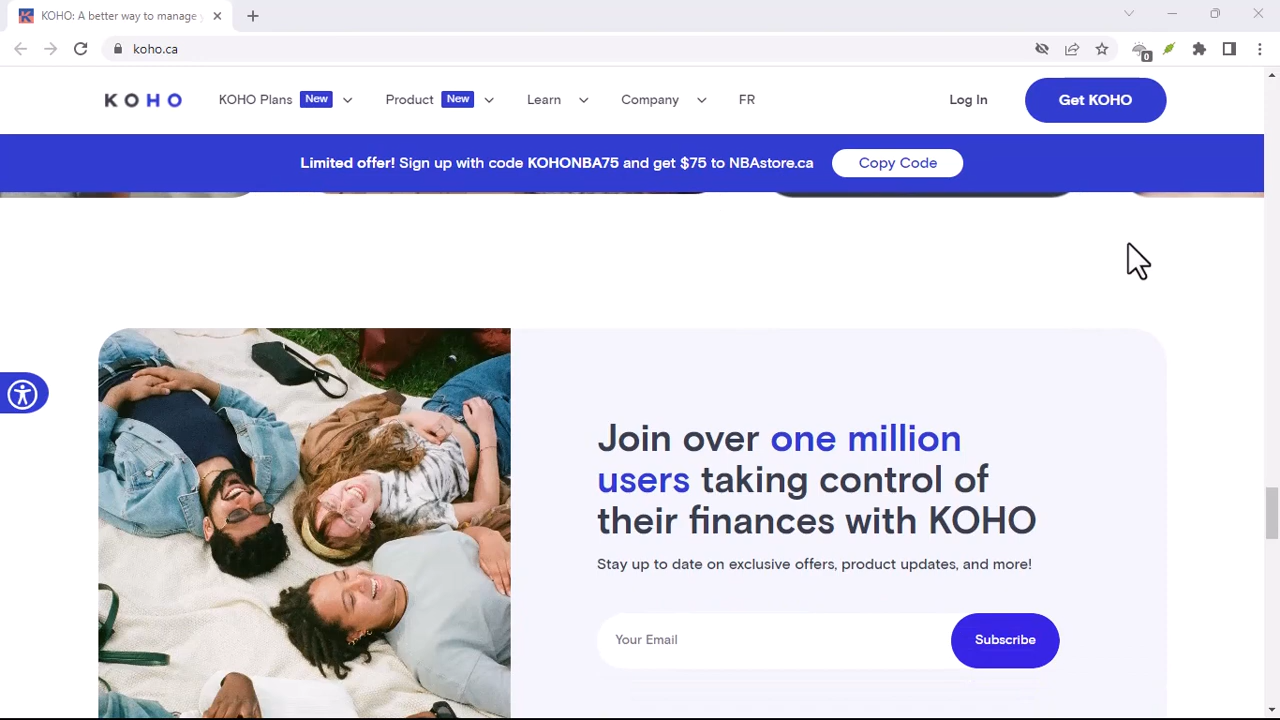 KOHO: A better way to manage
koho.ca
0
KOHO
KOHO Plans New
Product New
Learn
Company
FR
Log In
Get KOHO
Limited offer! Sign up with code KOHONBA75 and get $75 to NBAstore.ca
Copy Code
Join over one million
users taking control of
their finances with KOHO
Stay up to date on exclusive offers, product updates, and more!
Your Email
Subscribe